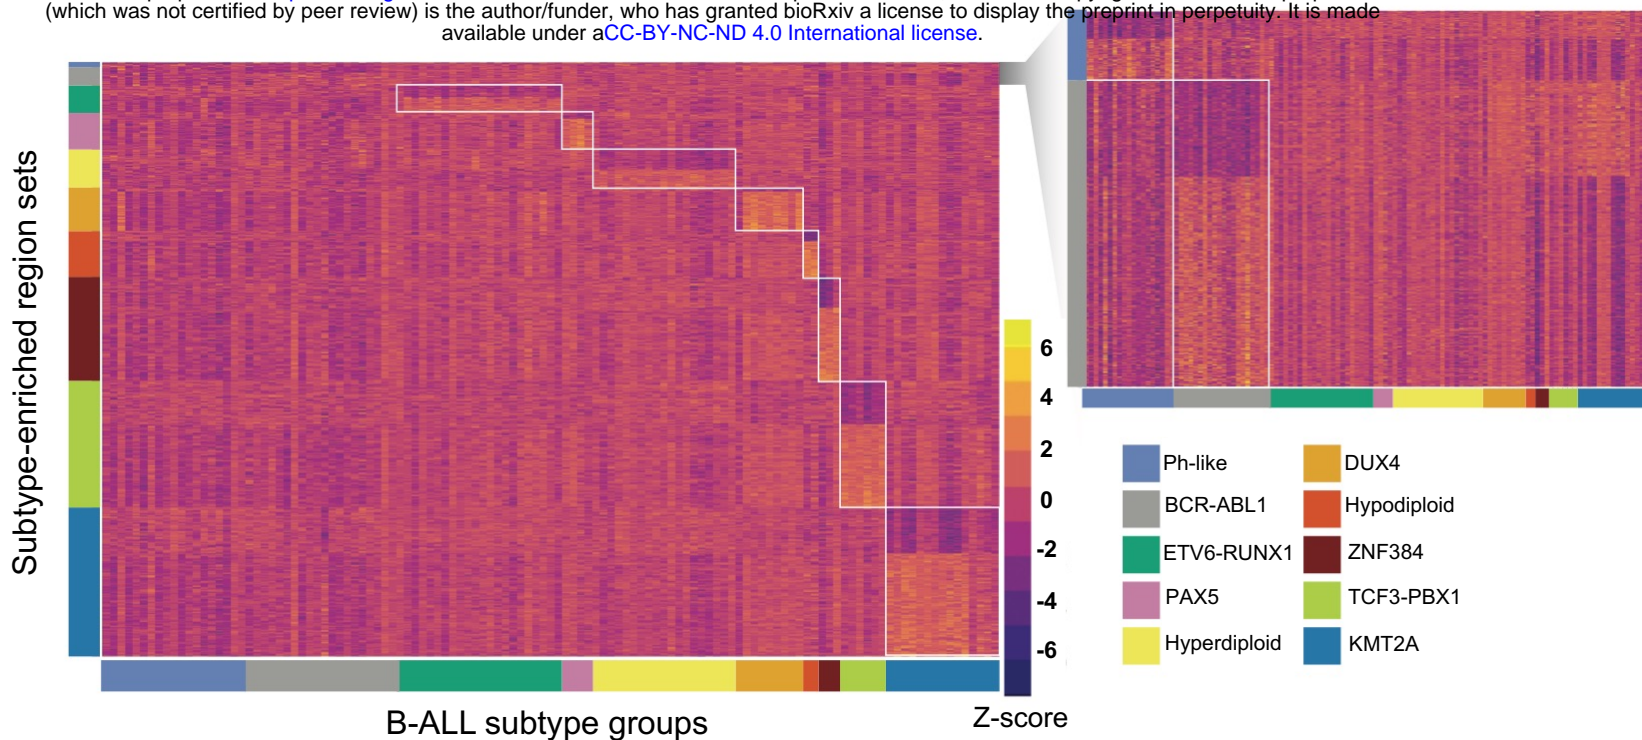 (which was not certified by peer review) is the author/funder, who has granted bioRxiv a license to display the preprint in perpetuity. It is made
available under aCC-BY-NC-ND 4.0 International license.
Subtype-enriched region sets
6
4
2
0
-2
-4
-6
Z-score
B-ALL subtype groups
Ph-like
BCR-ABL1
ETV6-RUNX1
PAX5
Hyperdiploid
DUX4
Hypodiploid
ZNF384
TCF3-PBX1
KMT2A